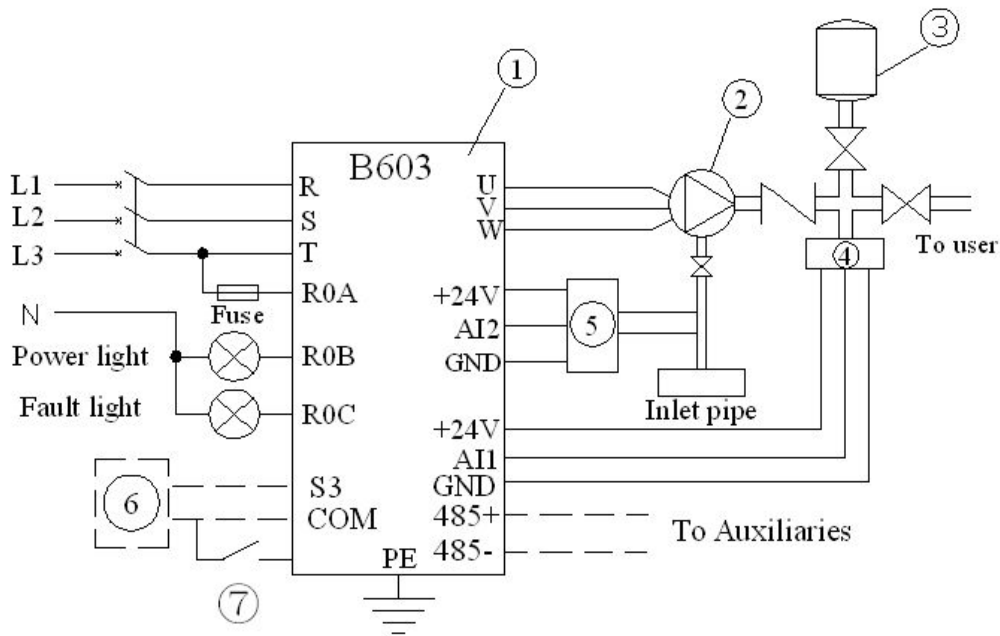 ③
①
②
B603
L1
R
U
L2
S
V
W
L3
T
To user
④
R0A
+24V
N
Fuse
⑤
AI2
Power light
R0B
GND
Fault light
R0C
Inlet pipe
+24V
AI1
S3
GND
⑥
COM
485+
To Auxiliaries
PE
485-
⑦